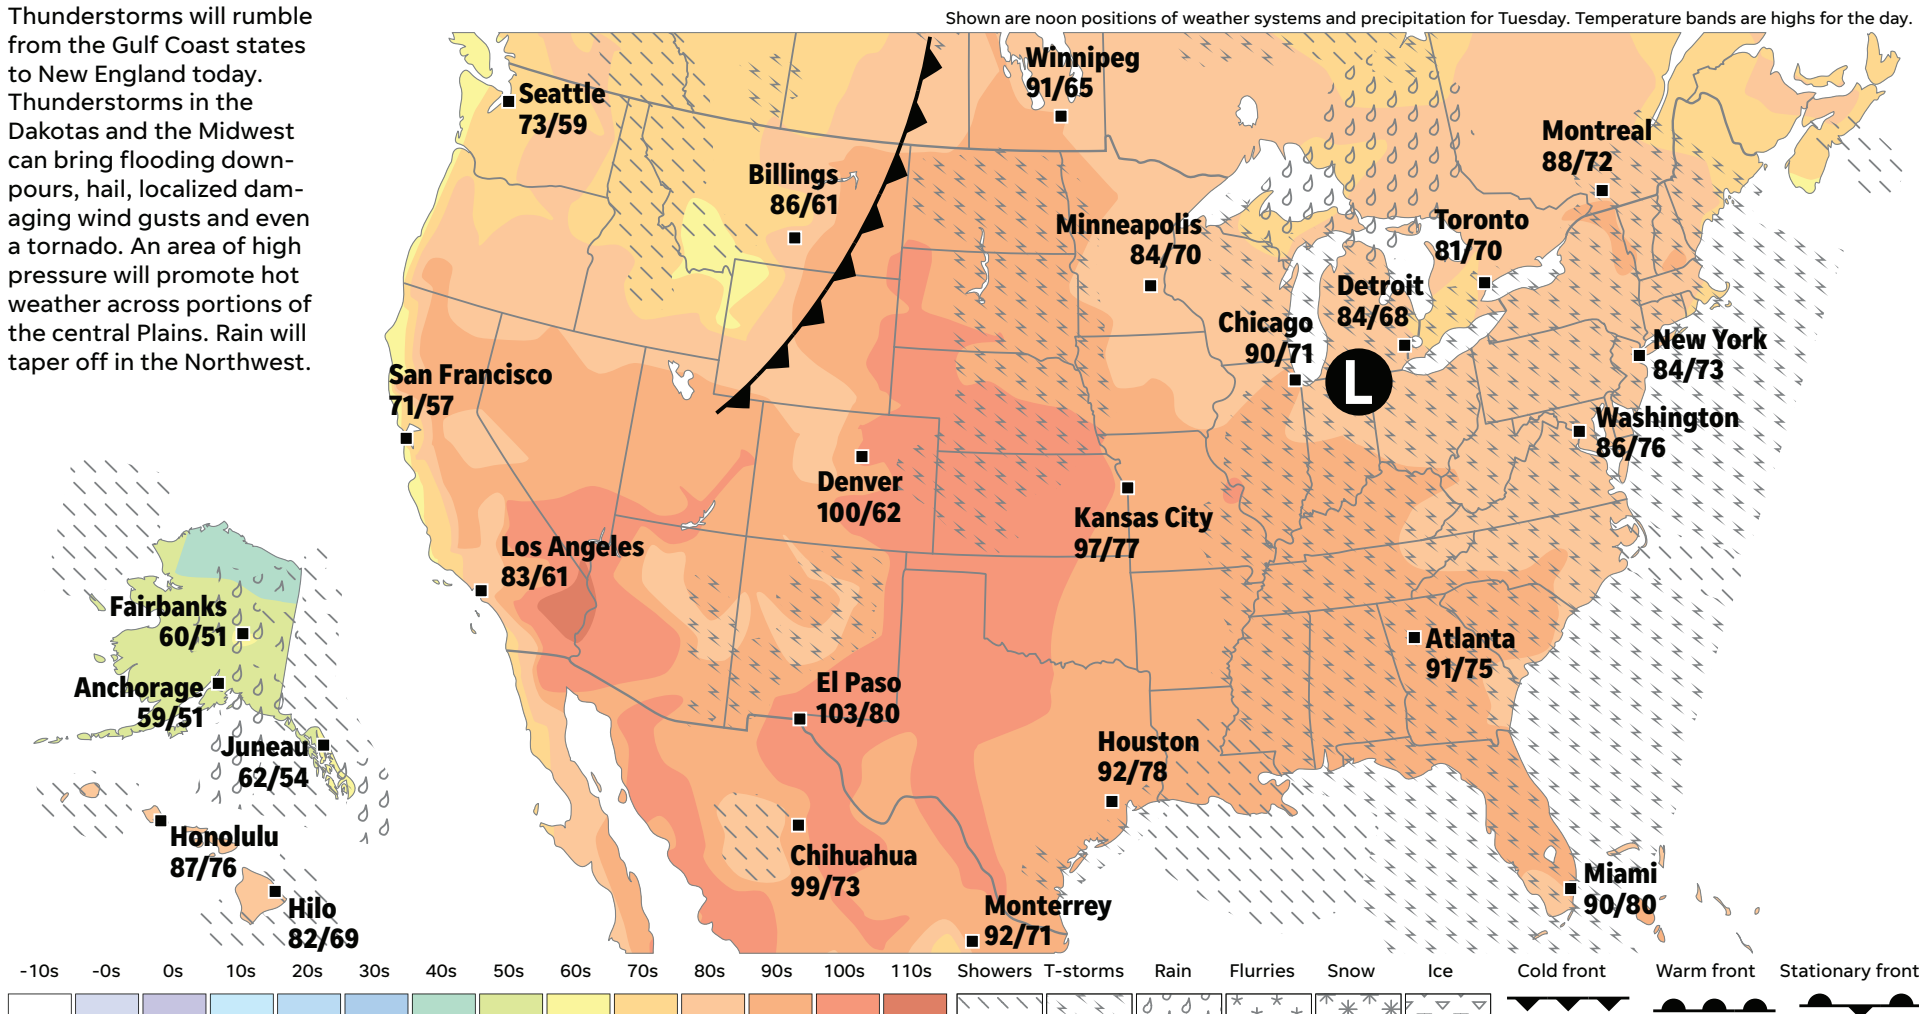 Thunderstorms will rumble
from the Gulf Coast states
to New England today.
Thunderstorms in the
Dakotas and the Midwest
can bring flooding down-
pours, hail, localized dam-
aging wind gusts and even
a tornado. An area of high
pressure will promote hot
weather across portions of
the central Plains. Rain will
taper off in the Northwest.
Shown are noon positions of weather systems and precipitation for Tuesday. Temperature bands are highs for the day.
Winnipeg
91/65
Seattle
73/59
Montreal
88/72
Billings
86/61
Minneapolis
84/70
Toronto
81/70
Detroit
84/68
Chicago
90/71
L
New York
84/73
San Francisco
71/57
Washington
86/76
Denver
100/62
Kansas City
97/77
Los Angeles
83/61
Fairbanks
60/51
Atlanta
91/75
Anchorage
59/51
El Paso
103/80
Juneau
62/54
Houston
92/78
Honolulu
87/76
Chihuahua
99/73
Miami
90/80
Hilo
82/69
Monterrey
92/71
-10s -0s 0s 10s 20s 30s 40s 50s 60s 70s 80s 90s 100s 110s Showers T-storms Rain Flurries Snow Ice Cold front Warm front Stationary front